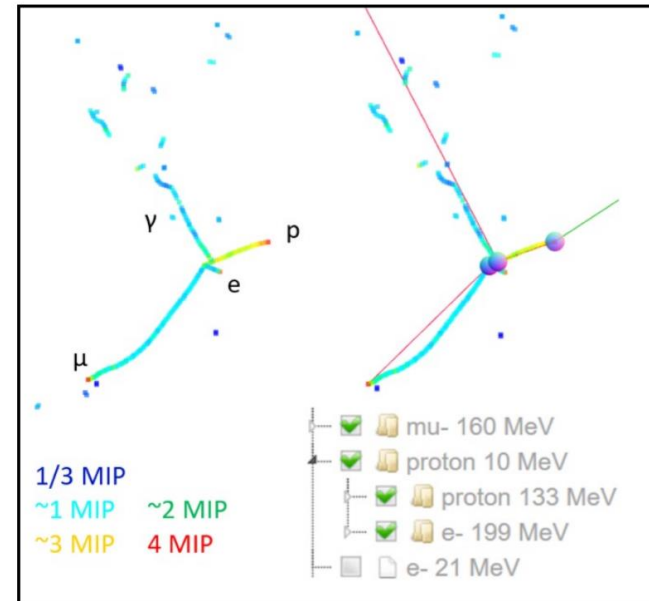 γ
p
e
μ
1/3 MIP
~1 MIP ~2 MIP
~3 MIP 4 MIP
mu- 160 MeV
proton 10 MeV
proton 133 MeV
e- 199 MeV
e- 21 MeV